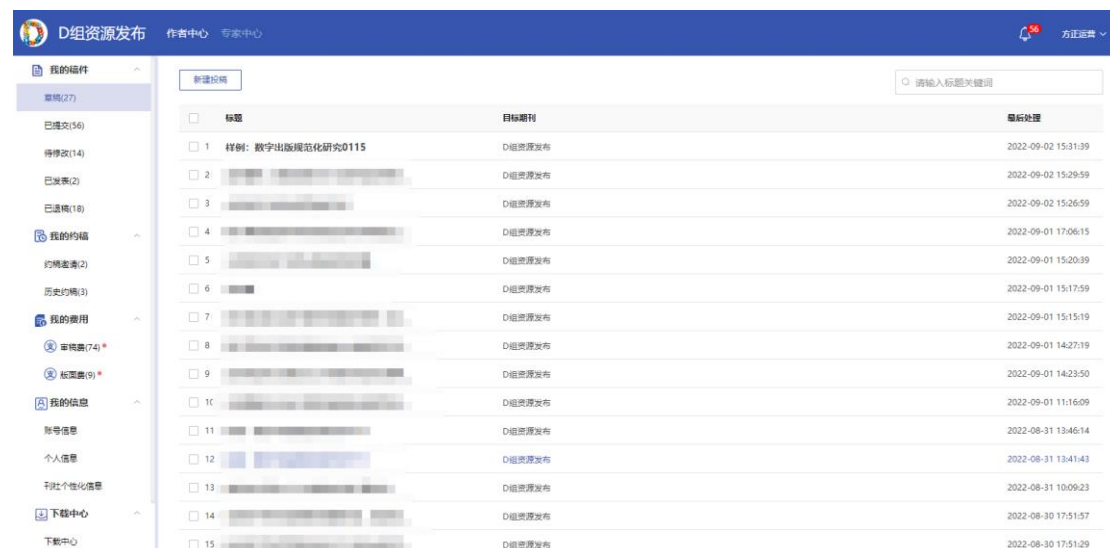 D组资源发布 作者中心 专家中心 56 方正运营
我的稿件
草稿(27)
已提交(56)
待修改(14)
已发表(2)
已退稿(18)
我的约稿
约稿邀请(2)
历史约稿(3)
我的费用
审稿费(74)*
版面费(9)*
我的信息
账号信息
个人信息
刊社个性化信息
下载中心
下载中心
新建投稿 请输入标题关键词
标题 目标期刊 最后处理
1 样例：数字出版规范化研究0115 D组资源发布 2022-09-02 15:31:39
2 D组资源发布 2022-09-02 15:29:59
3 D组资源发布 2022-09-02 15:26:59
4 D组资源发布 2022-09-01 17:06:15
5 D组资源发布 2022-09-01 15:20:39
6 D组资源发布 2022-09-01 15:17:59
7 D组资源发布 2022-09-01 15:15:19
8 D组资源发布 2022-09-01 14:27:19
9 D组资源发布 2022-09-01 14:23:50
10 D组资源发布 2022-09-01 11:16:09
11 D组资源发布 2022-08-31 13:46:14
12 D组资源发布 2022-08-31 13:41:43
13 D组资源发布 2022-08-31 10:09:23
14 D组资源发布 2022-08-30 17:51:57
15 D组资源发布 2022-08-30 17:51:29